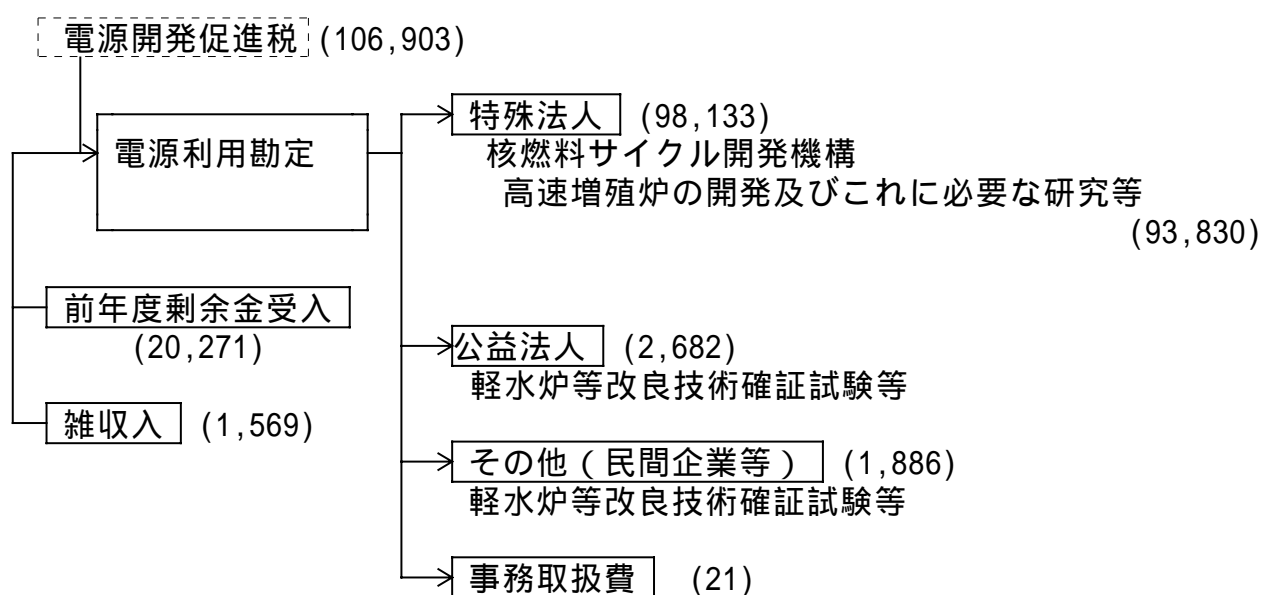 電源開発促進税 (106,903)
電源利用勘定
前年度剰余金受入
(20,271)
雑収入 (1,569)
特殊法人 (98,133)
核燃料サイクル開発機構
高速増殖炉の開発及びこれに必要な研究等
(93,830)
公益法人 (2,682)
軽水炉等改良技術確証試験等
その他（民間企業等） (1,886)
軽水炉等改良技術確証試験等
事務取扱費 (21)